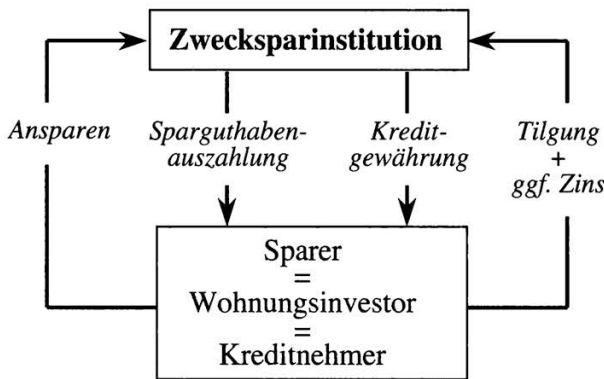 Zwecksparinstitution
Ansparen
Sparguthaben-
auszahlung
Kredit-
gewährung
Tilgung
+
ggf. Zins
Sparer
=
Wohnungsinvestor
=
Kreditnehmer